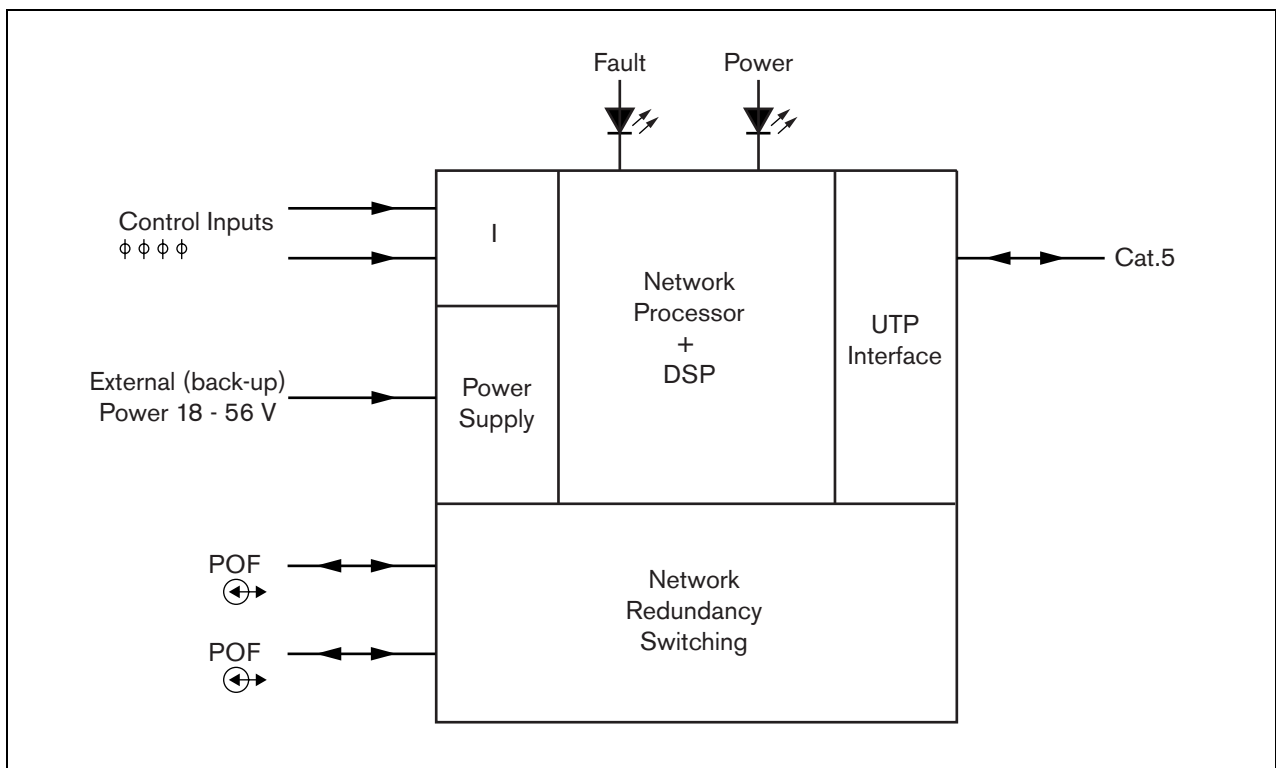 Fault
Power
Control Inputs
I
Network
Processor
+
DSP
UTP
Interface
Cat.5
External (back-up)
Power 18 - 56 V
Power
Supply
POF
POF
Network
Redundancy
Switching